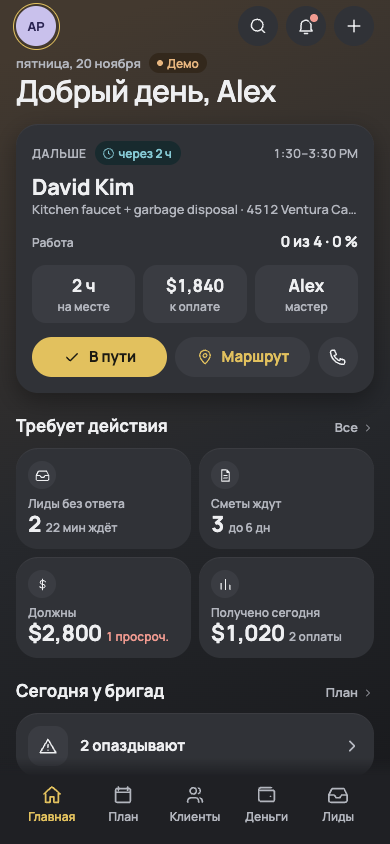 AP
пятница, 20 ноября Демо
Добрый день, Alex
ДАЛЬШЕ через 2 ч 1:30–3:30 PM
David Kim
Kitchen faucet + garbage disposal · 4512 Ventura Ca...
Работа 0 из 4 · 0 %
2 ч $1,840 Alex
на месте к оплате мастер
В пути Маршрут
Требует действия Все
Лиды без ответа Сметы ждут
2 22 мин ждёт 3 до 6 дн
Должны Получено сегодня
$2,800 1 просроч. $1,020 2 оплаты
Сегодня у бригад План
2 опаздывают
Главная План Клиенты Деньги Лиды